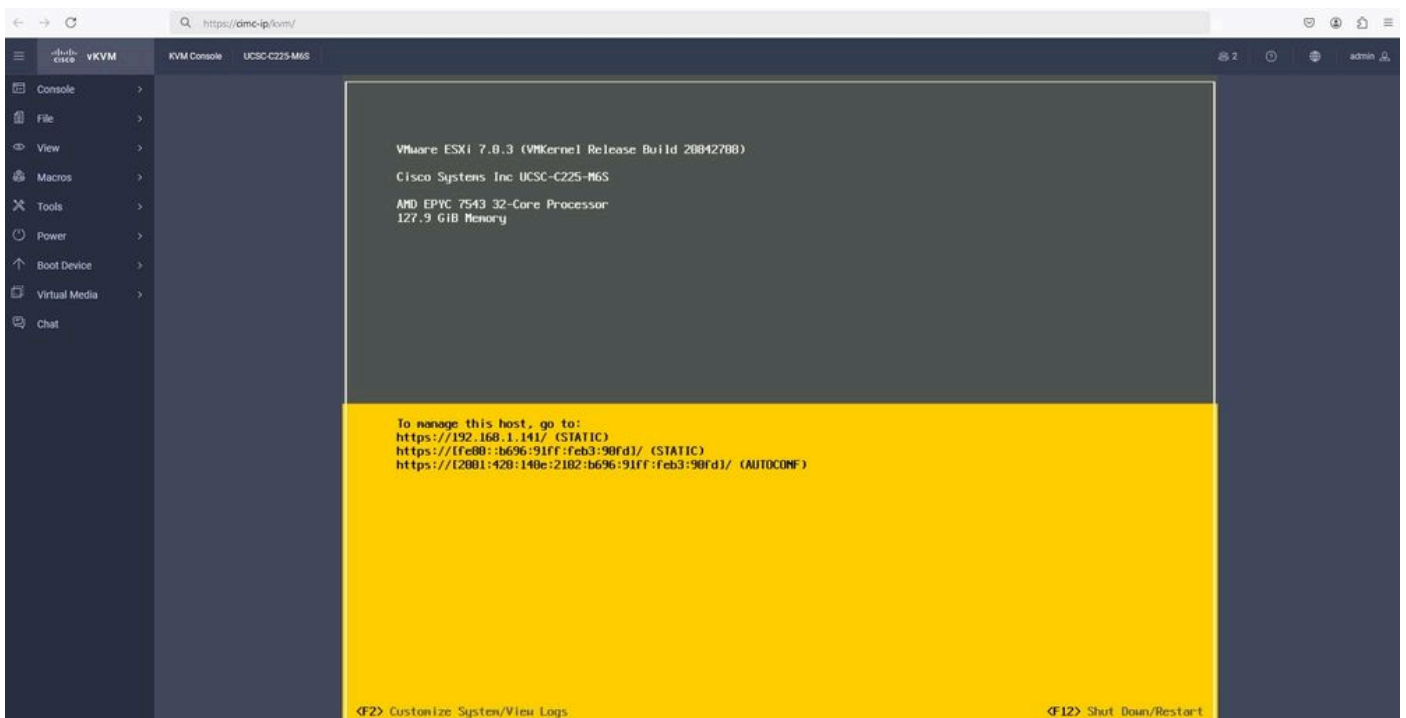 https://cimc-ip/kvm/
cisco vKVM KVM Console UCSC-C225-M6S 2 admin
Console
File
View
Macros
Tools
Power
Boot Device
Virtual Media
Chat
VMware ESXi 7.0.3 (VMKernel Release Build 20842708)
Cisco Systems Inc UCSC-C225-M6S
AMD EPYC 7543 32-Core Processor
127.9 GiB Memory
To manage this host, go to:
https://192.168.1.141/ (STATIC)
https://[fe80::b696:91ff:feb3:90fd]/ (STATIC)
https://[2001:420:140e:2102:b696:91ff:feb3:90fd]/ (AUTOCONF)
<F2> Customize System/View Logs <F12> Shut Down/Restart